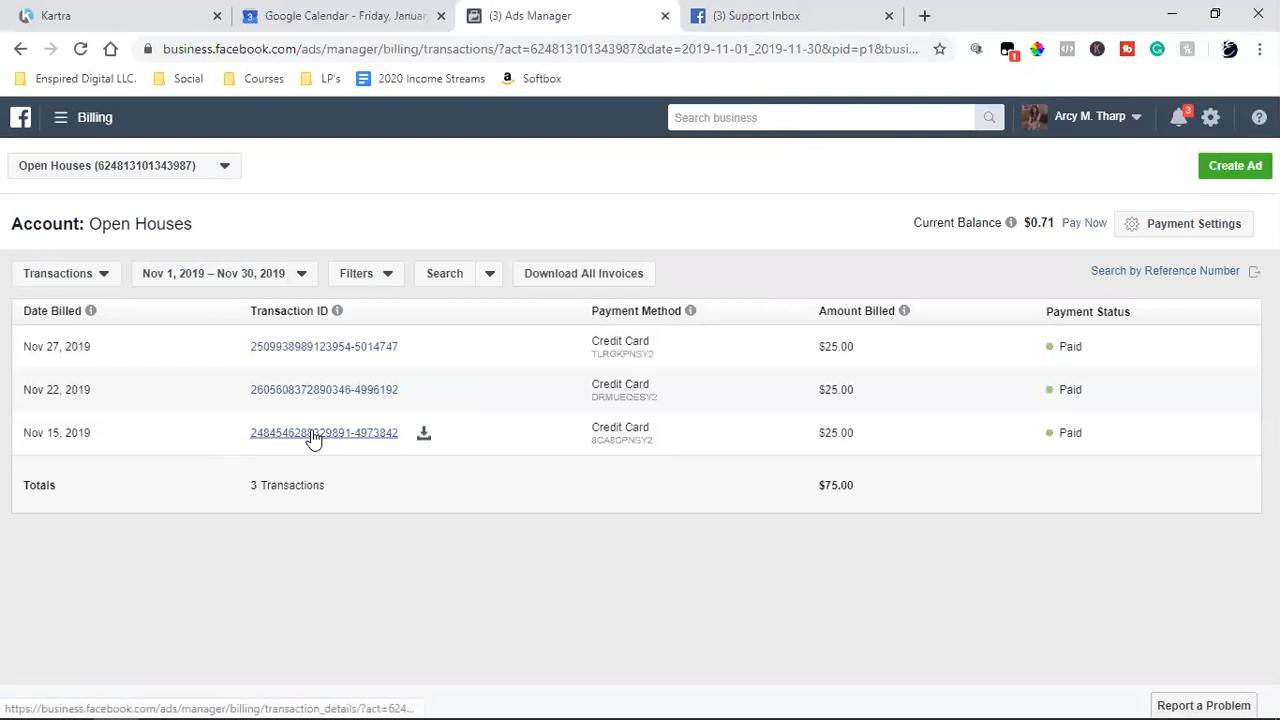 Kartra
Google Calendar - Friday, Januar
(3) Ads Manager
(3) Support Inbox
business.facebook.com/ads/manager/billing/transactions/?act=624813101343987&date=2019-11-01_2019-11-30&pid=p1&busi...
1
Enspired Digital LLC.
Social
Courses
LP's
2020 Income Streams
Softbox
Billing
Search business
Arcy M. Tharp
3
Open Houses (624813101343987)
Create Ad
Account: Open Houses
Current Balance $0.71 Pay Now
Payment Settings
Transactions
Nov 1, 2019 – Nov 30, 2019
Filters
Search
Download All Invoices
Search by Reference Number
Date Billed Transaction ID Payment Method Amount Billed Payment Status
Nov 27, 2019 2509938989123954-5014747 Credit Card $25.00 Paid
TLRGKPNSY2
Nov 22, 2019 2605608372890346-4996192 Credit Card $25.00 Paid
DRMUEQESY2
Nov 15, 2019 Credit Card $25.00 Paid
8CA8CPNSY2
Totals 3 Transactions $75.00
https://business.facebook.com/ads/manager/billing/transaction_details/?act=624...
Report a Problem